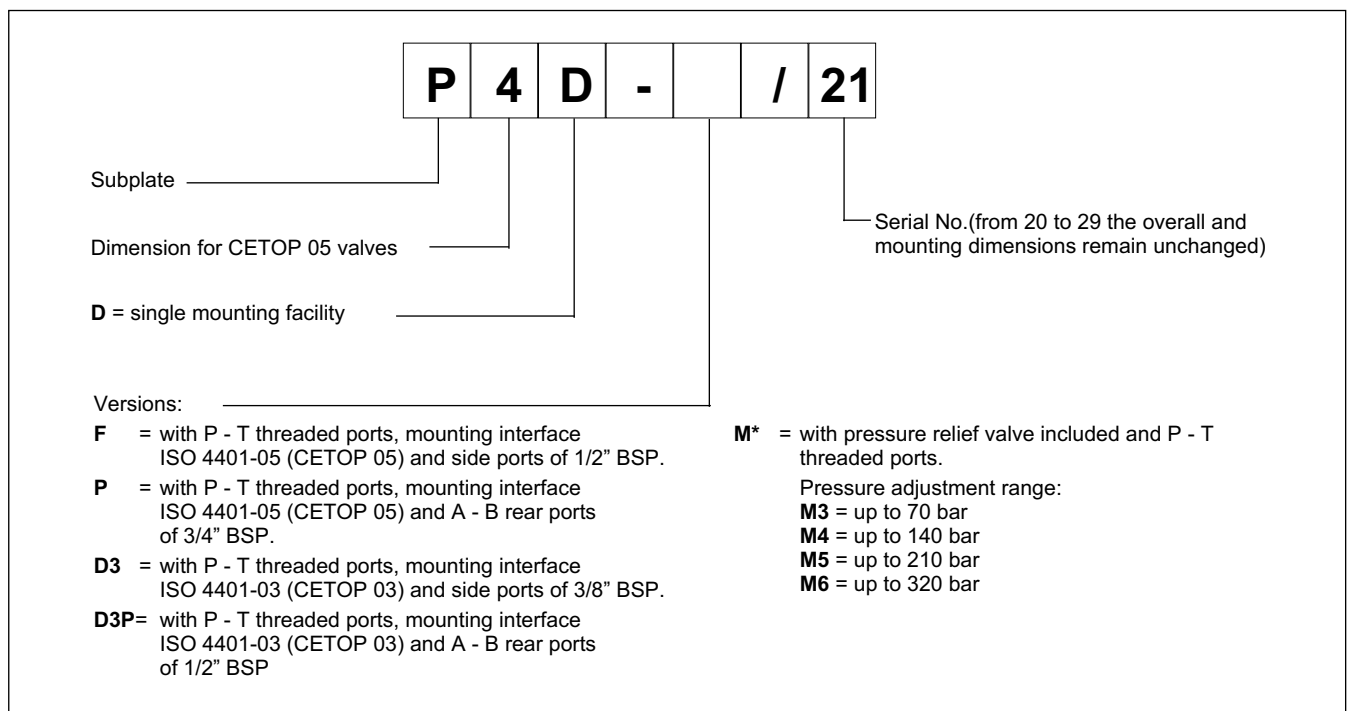 P 4 D - / 21
Subplate
Serial No.(from 20 to 29 the overall and
mounting dimensions remain unchanged)
Dimension for CETOP 05 valves
D = single mounting facility
Versions:
F = with P - T threaded ports, mounting interface
ISO 4401-05 (CETOP 05) and side ports of 1/2” BSP.
P = with P - T threaded ports, mounting interface
ISO 4401-05 (CETOP 05) and A - B rear ports
of 3/4” BSP.
D3 = with P - T threaded ports, mounting interface
ISO 4401-03 (CETOP 03) and side ports of 3/8” BSP.
D3P= with P - T threaded ports, mounting interface
ISO 4401-03 (CETOP 03) and A - B rear ports
of 1/2” BSP
M* = with pressure relief valve included and P - T
threaded ports.
Pressure adjustment range:
M3 = up to 70 bar
M4 = up to 140 bar
M5 = up to 210 bar
M6 = up to 320 bar